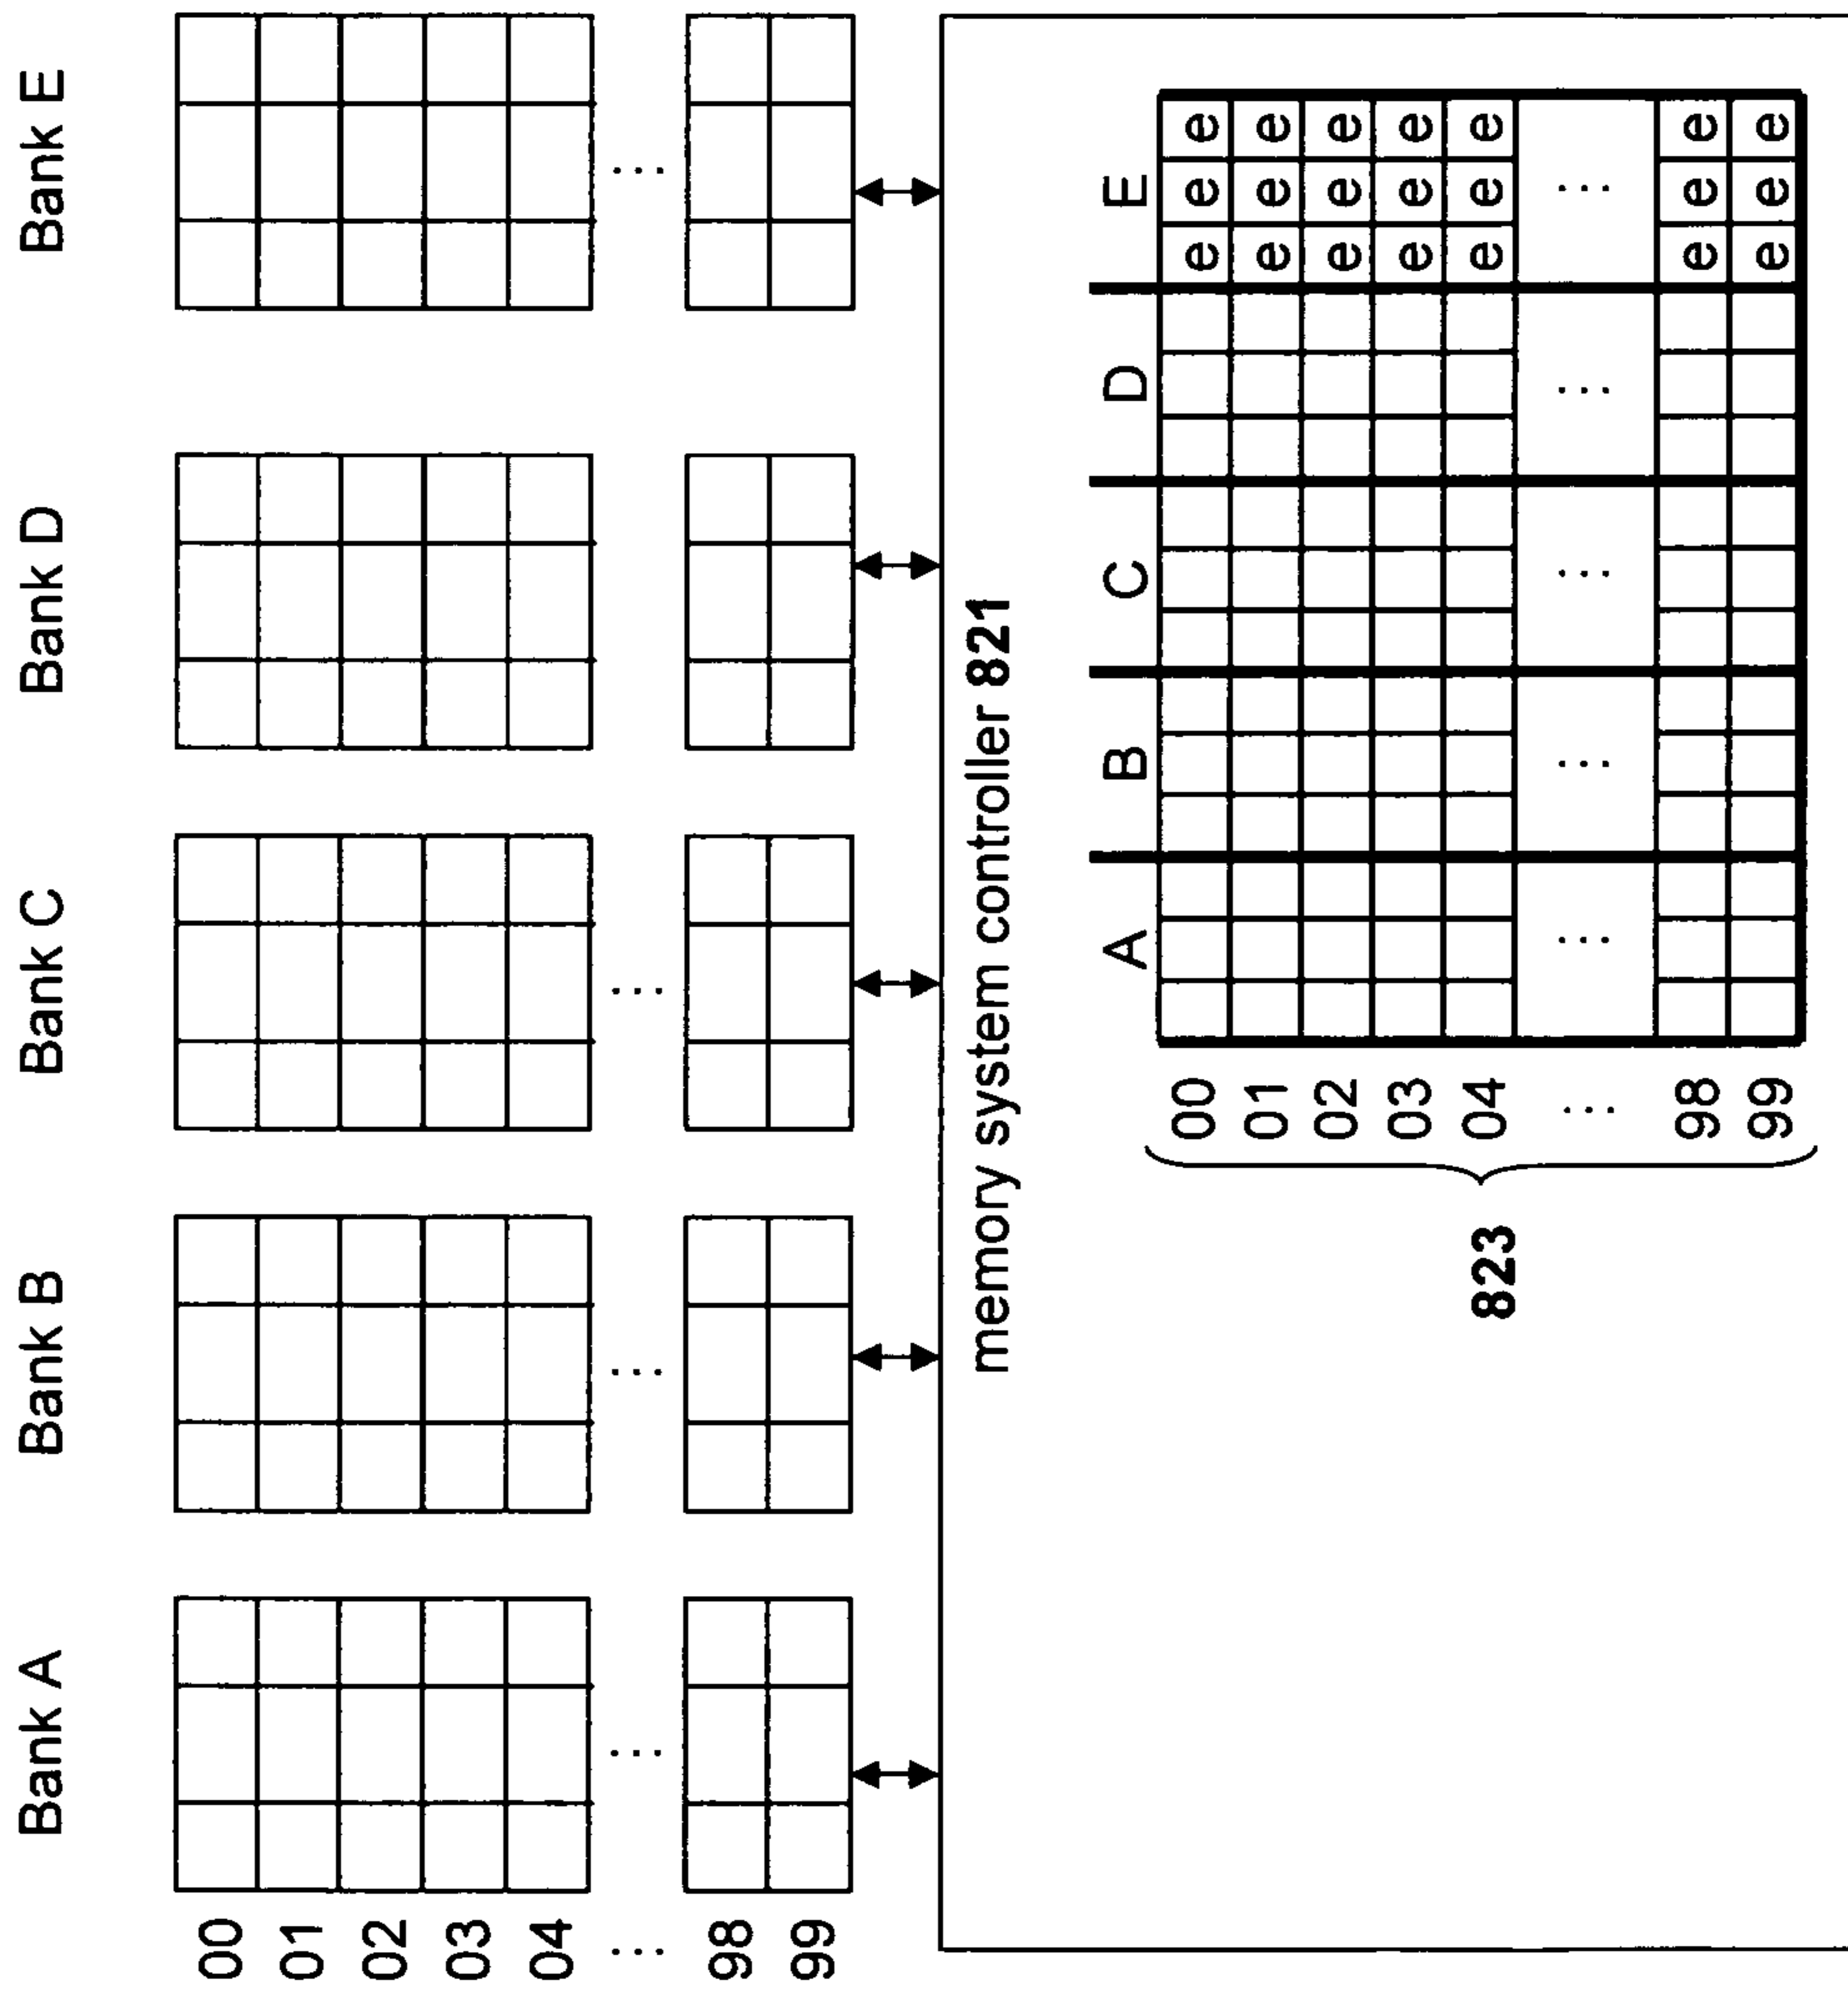 Bank A Bank B Bank C Bank D Bank E
00
01
02
03
04
... ... ... ... ...
98
99
memory system controller 821
A B C D E
00 e e e
01 e e e
02 e e e
03 e e e
823 04 e e e
... ... ... ... ... ...
98 e e e
99 e e e